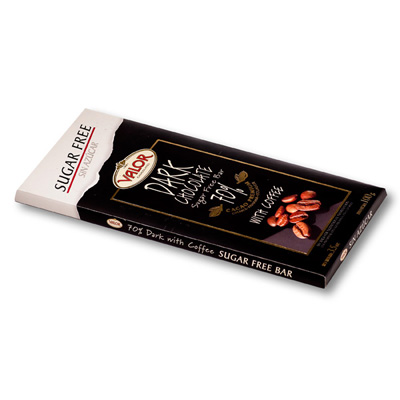 SUGAR FREE
SIN AZÚCAR
VALOR
DARK
CHOCOLATE
Sugar Free Bar
70%
WITH COFFEE
VALOR
70% Dark with Coffee SUGAR FREE BAR